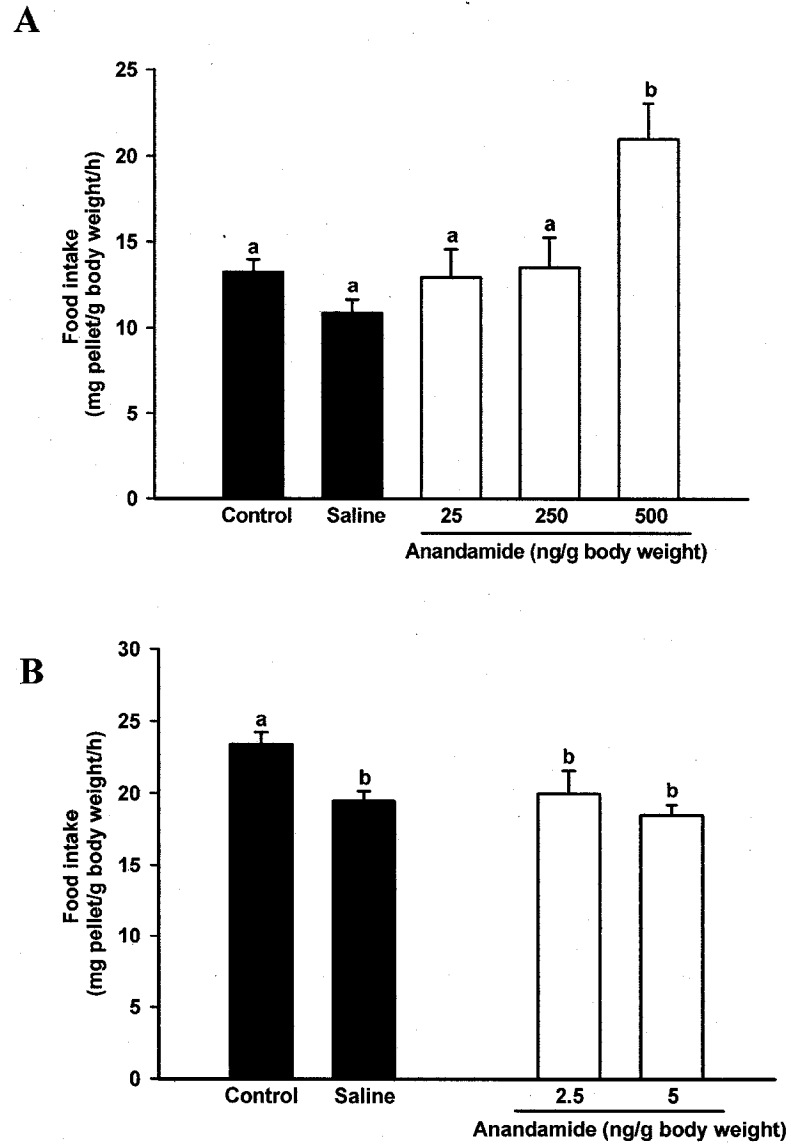 A
25
20
15
10
5
0
Food intake
(mg pellet/g body weight/h)
a
a
a
a
b
Control Saline 25 250 500
Anandamide (ng/g body weight)
B
30
25
20
15
10
5
0
Food intake
(mg pellet/g body weight/h)
a
b
b
b
Control Saline 2.5 5
Anandamide (ng/g body weight)